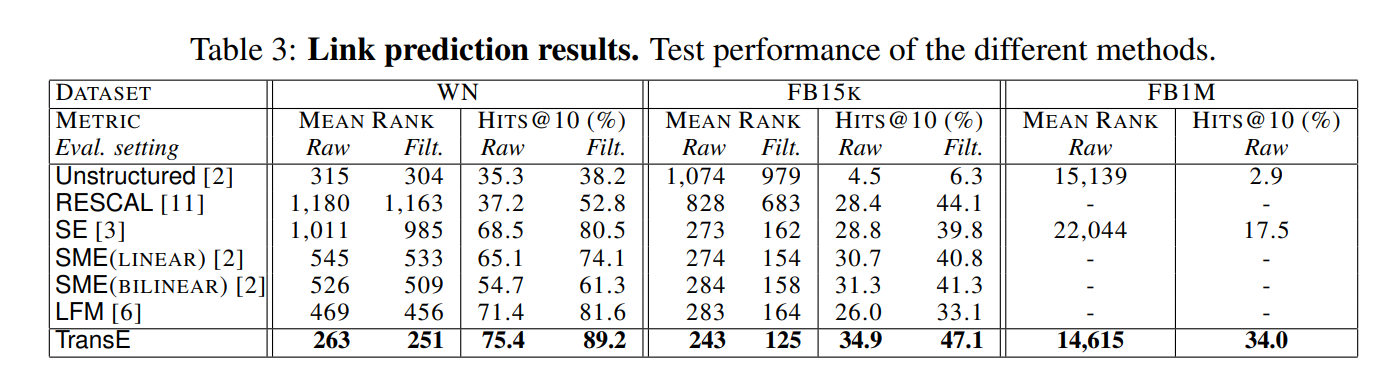 Table 3: Link prediction results. Test performance of the different methods.
DATASET WN FB15K FB1M
METRIC MEAN RANK HITS@10 (%) MEAN RANK HITS@10 (%) MEAN RANK HITS@10 (%)
Eval. setting Raw Filt. Raw Filt. Raw Filt. Raw Filt. Raw Raw
Unstructured [2] 315 304 35.3 38.2 1,074 979 4.5 6.3 15,139 2.9
RESCAL [11] 1,180 1,163 37.2 52.8 828 683 28.4 44.1 - -
SE [3] 1,011 985 68.5 80.5 273 162 28.8 39.8 22,044 17.5
SME(LINEAR) [2] 545 533 65.1 74.1 274 154 30.7 40.8 - -
SME(BILINEAR) [2] 526 509 54.7 61.3 284 158 31.3 41.3 - -
LFM [6] 469 456 71.4 81.6 283 164 26.0 33.1 - -
TransE 263 251 75.4 89.2 243 125 34.9 47.1 14,615 34.0